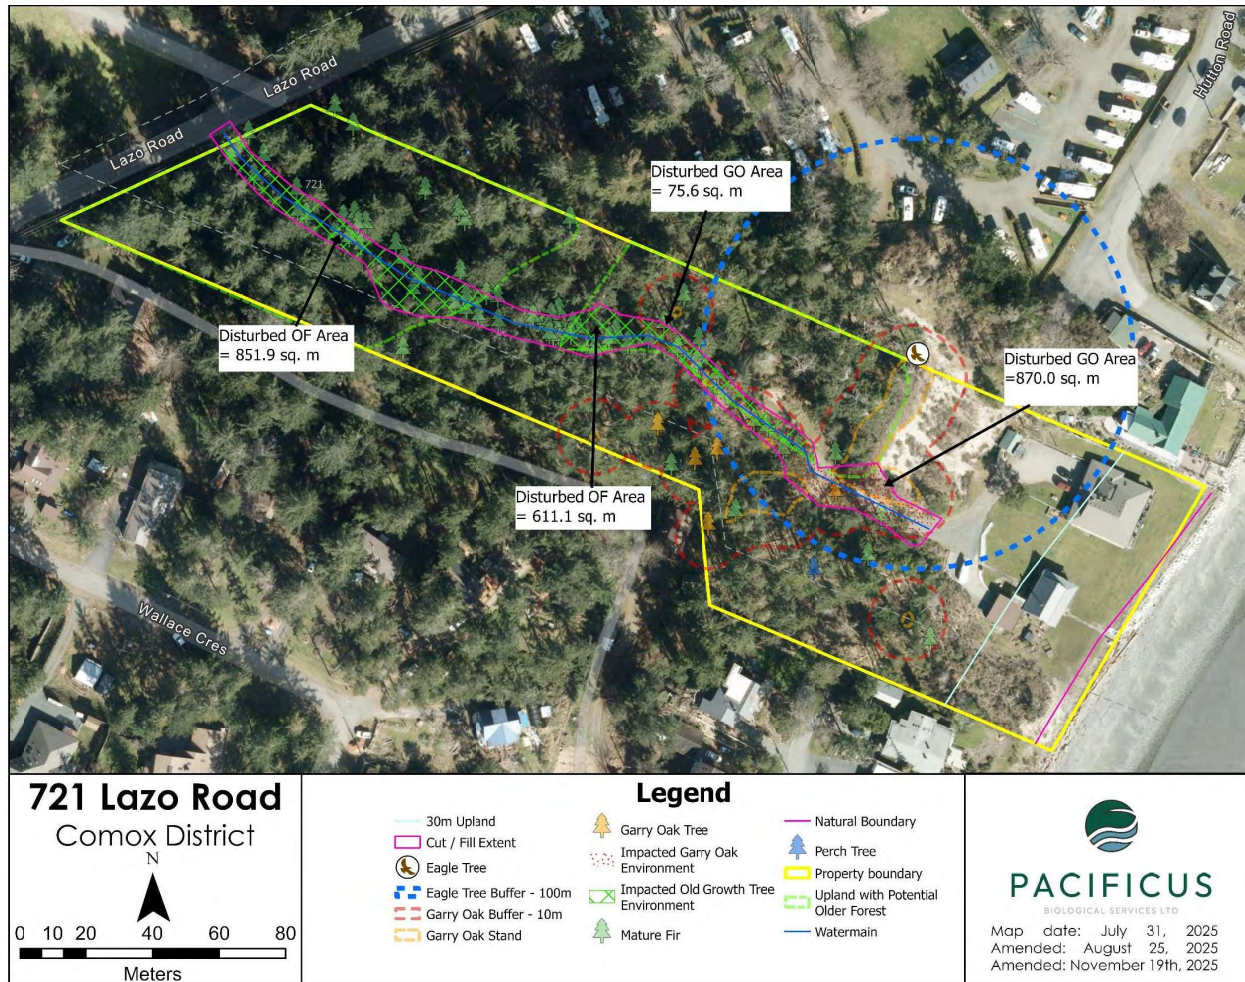 Lazo Road
Lazo Road
Hutton Road
721
Disturbed GO Area
= 75.6 sq. m
Disturbed OF Area
= 851.9 sq. m
Disturbed GO Area
=870.0 sq. m
Disturbed OF Area
= 611.1 sq. m
Wallace Cres
721 Lazo Road
Comox District
N
0 10 20 40 60 80
Meters
Legend
30m Upland
Cut / Fill Extent
Eagle Tree
Eagle Tree Buffer - 100m
Garry Oak Buffer - 10m
Garry Oak Stand
Garry Oak Tree
Impacted Garry Oak
Environment
Impacted Old Growth Tree
Environment
Mature Fir
Natural Boundary
Perch Tree
Property boundary
Upland with Potential
Older Forest
Watermain
PACIFICUS
BIOLOGICAL SERVICES LTD
Map date: July 31, 2025
Amended: August 25, 2025
Amended: November 19th, 2025